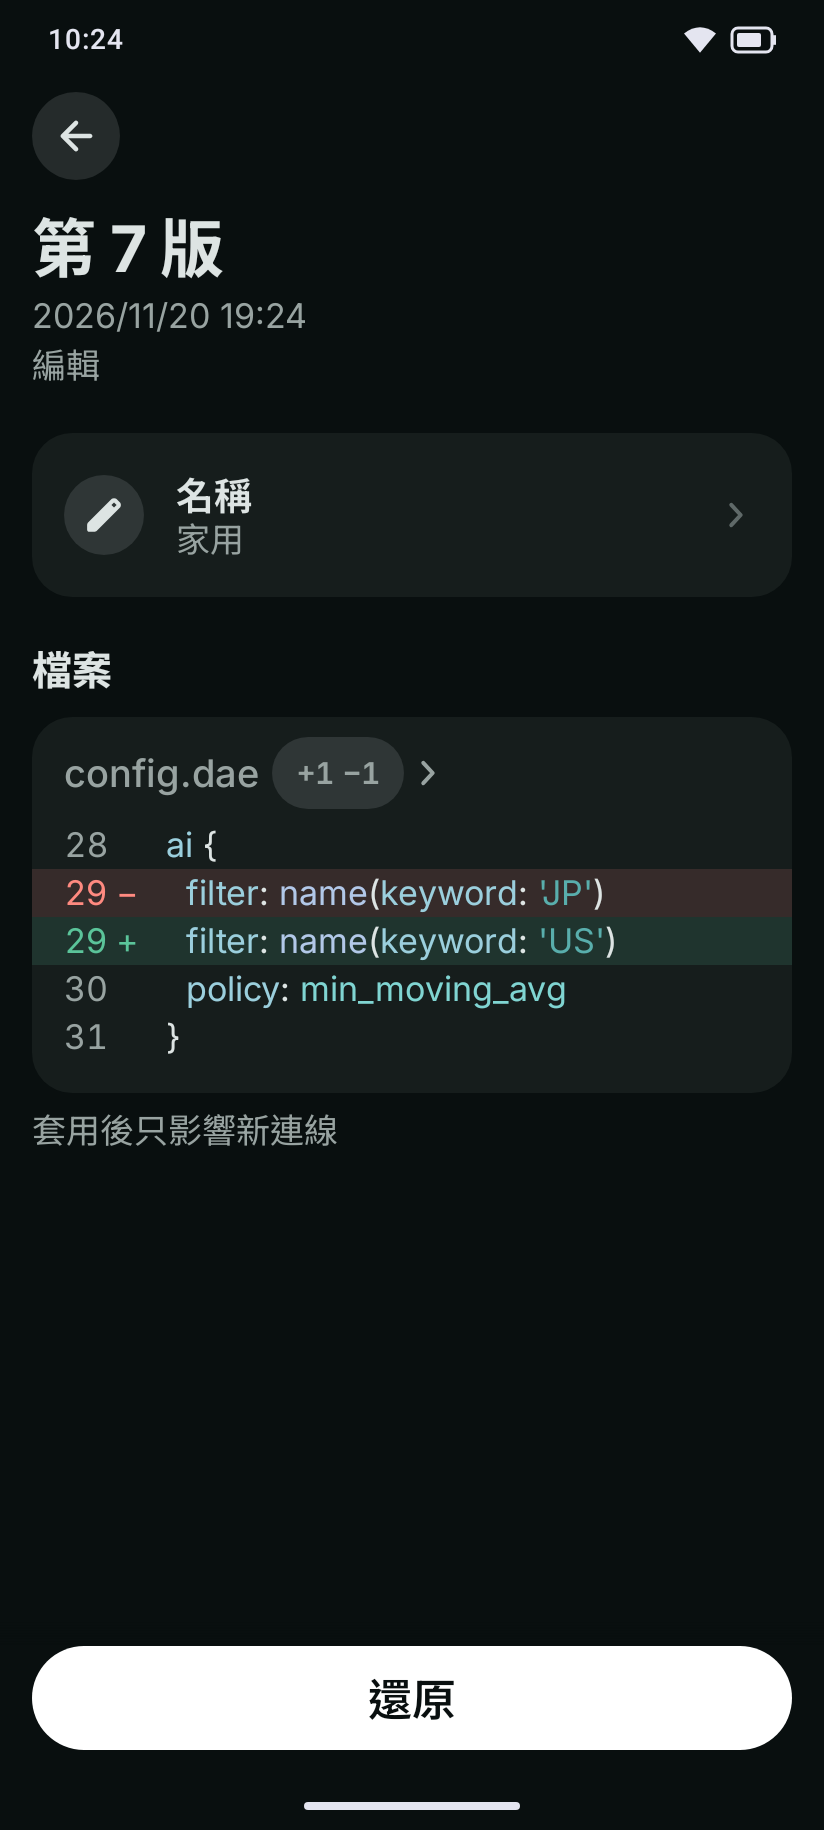 10:24
第 7 版
2026/11/20 19:24
編輯
名稱
家用
檔案
config.dae +1 −1
28 ai {
29 − filter: name(keyword: 'JP')
29 + filter: name(keyword: 'US')
30 policy: min_moving_avg
31 }
套用後只影響新連線
還原